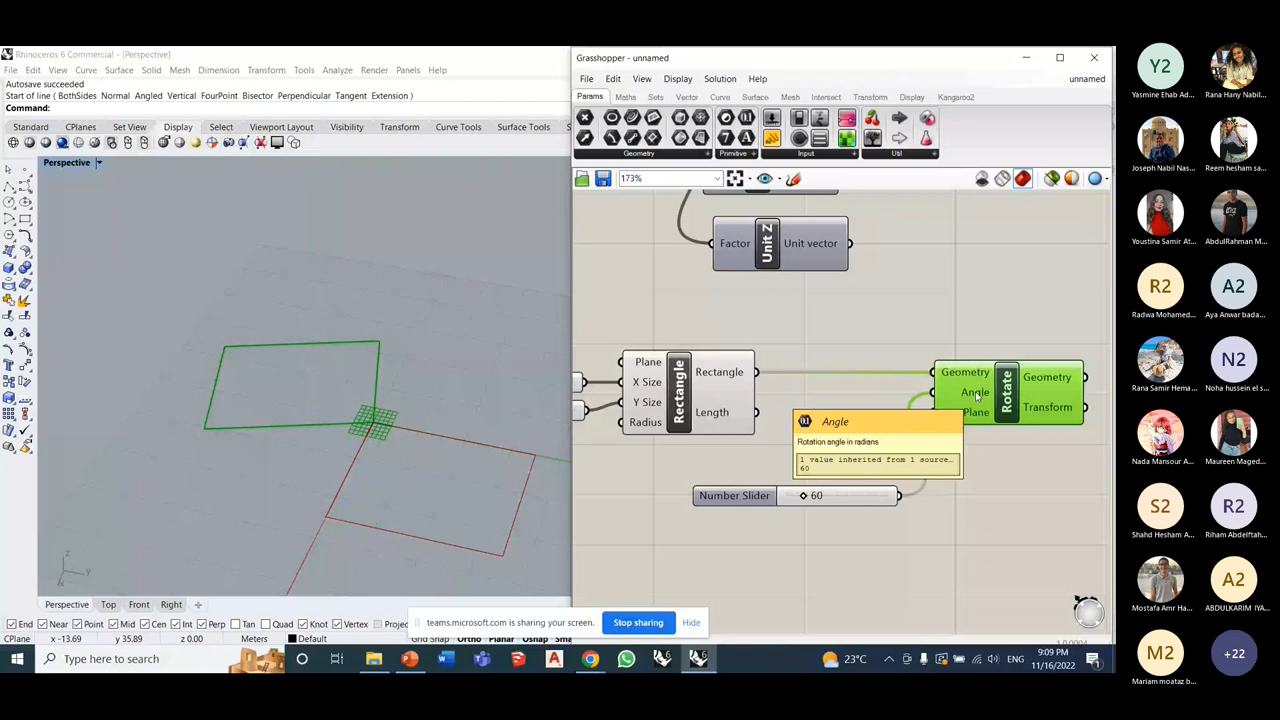 Rhinoceros 6 Commercial - [Perspective]
File Edit View Curve Surface Solid Mesh Dimension Transform Tools Analyze Render Panels Help
Autosave succeeded
Start of line ( BothSides Normal Angled Vertical FourPoint Bisector Perpendicular Tangent Extension )
Command:
Standard CPlanes Set View Display Select Viewport Layout Visibility Transform Curve Tools Surface Tools
Perspective
z
y
x
Perspective Top Front Right
End Near Point Mid Cen Int Perp Tan Quad Knot Vertex
CPlane x -13.69 y 35.89 z 0.00 Meters Default Grid Snap Ortho Planar Osnap
Grasshopper - unnamed
File Edit View Display Solution Help unnamed
Params Maths Sets Vector Curve Surface Mesh Intersect Transform Display Kangaroo2
Geometry Primitive Input Util
173%
Factor Unit Z Unit vector
Plane
X Size
Y Size
Radius
Rectangle
Rectangle
Length
Geometry
Angle
Plane
Rotate
Geometry
Transform
Angle
Rotation angle in radians
1 value inherited from 1 source…
60
Number Slider 60
1.0.0004
teams.microsoft.com is sharing your screen. Stop sharing Hide
Type here to search
23°C ENG 9:09 PM
11/16/2022
Y2
Yasmine Ehab Ad... Rana Hany Nabil...
Joseph Nabil Nas... Reem hesham sa...
Youstina Samir At... AbdulRahman M...
R2 A2
Radwa Mohamed... Aya Anwar bada...
N2
Rana Samir Hema... Noha hussein el s...
Nada Mansour A... Maureen Maged...
S2 R2
Shahd Hesham A... Riham Abdelftah...
A2
Mostafa Amr Ha... ABDULKARIM IYA...
M2 +22
Mariam moataz b...